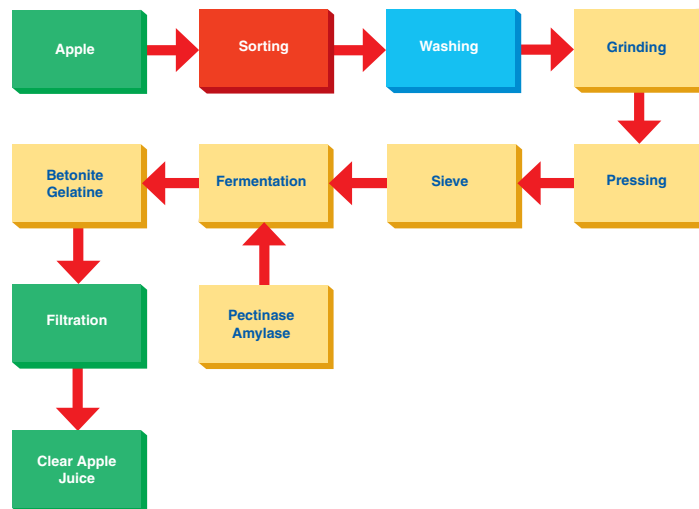 Apple
Sorting
Washing
Grinding
Betonite
Gelatine
Fermentation
Sieve
Pressing
Filtration
Pectinase
Amylase
Clear Apple
Juice